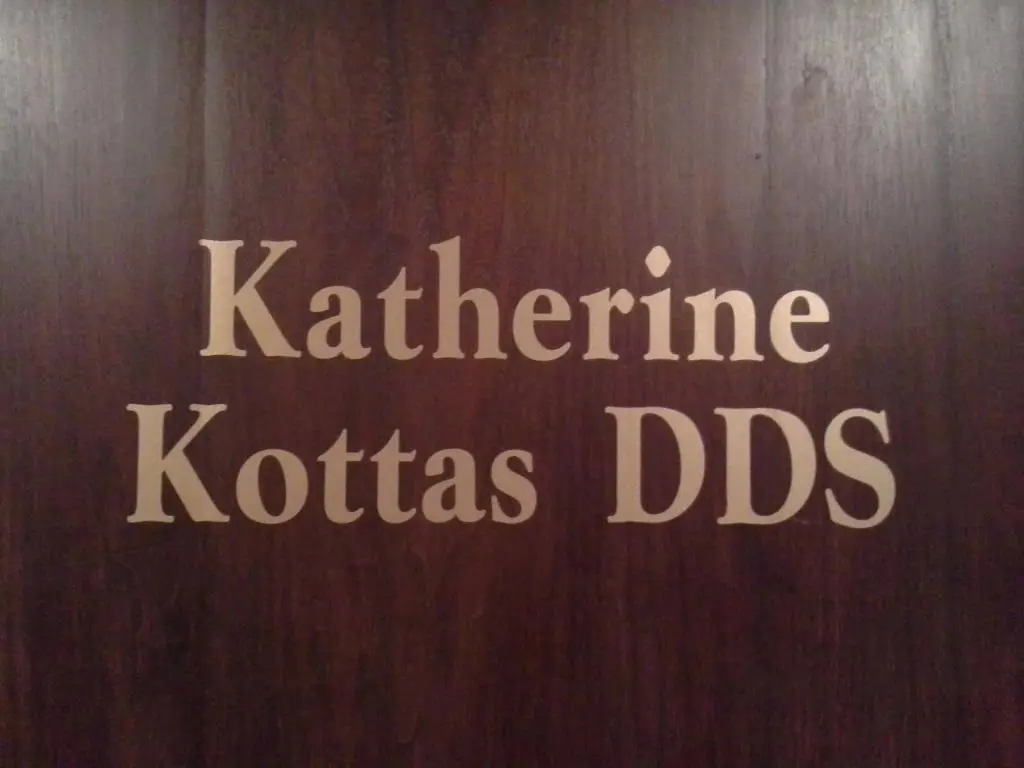 Katherine
Kottas DDS